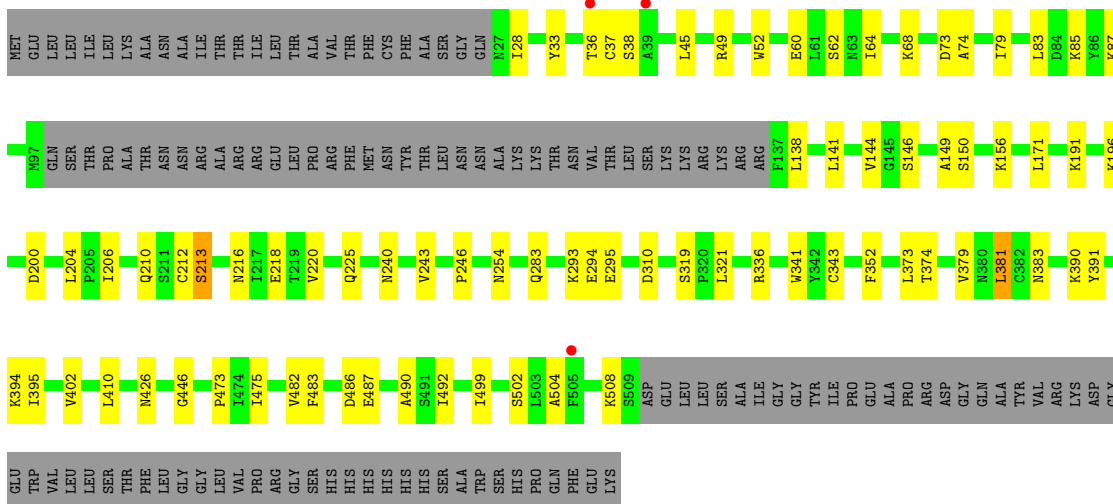 MET GLU LEU LEU ILE LEU LYS ALA ASN ALA ILE THR THR ILE LEU THR ALA VAL THR PHE CYS PHE ALA SER GLY GLN N27 I28 Y33 T36 C37 S38 A39 L45 R49 W52 E60 L61 S62 N63 I64 K68 D73 A74 I79 L83 D84 K85 Y86 K87
M97 GLN SER THR PRO ALA THR ASN ASN ARG ALA ARG ARG GLU LEU PRO ARG PHE MET ASN TYR THR LEU ASN ASN ALA LYS LYS THR ASN VAL THR LEU SER LYS LYS ARG LYS ARG ARG F137 L138 L141 V144 G145 S146 A149 S150 K156 L171 K191 K196
D200 L204 P205 I206 Q210 S211 C212 S213 N216 I217 E218 T219 V220 Q225 N240 V243 P246 N254 Q283 K293 E294 E295 D310 S319 P320 L321 R336 W341 Y342 C343 F352 L373 T374 V379 N380 L381 C382 N383 K390 Y391
K394 I395 V402 L410 N426 G446 P473 I474 I475 V482 F483 D486 E487 A490 S491 I492 I499 S502 L503 A504 F505 K508 S509 ASP GLU LEU LEU SER ALA ILE GLY GLY TYR ILE PRO GLU ALA PRO ARG ASP GLY GLN ALA TYR VAL ARG LYS ASP GLY
GLU TRP VAL LEU LEU SER THR PHE LEU GLY GLY LEU VAL PRO ARG GLY SER HIS HIS HIS HIS HIS HIS SER ALA TRP SER HIS PRO GLN PHE GLU LYS